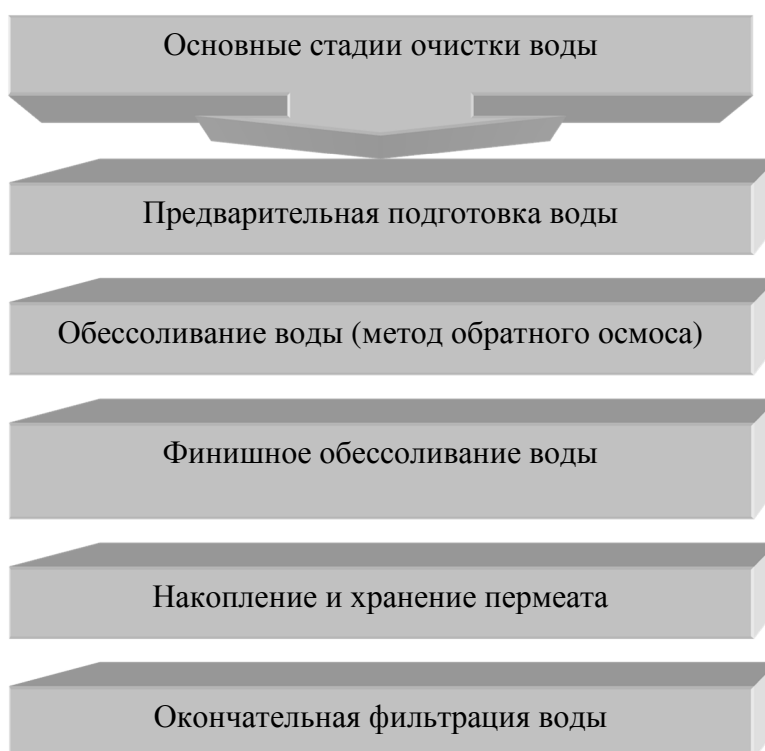 Основные стадии очистки воды
Предварительная подготовка воды
Обессоливание воды (метод обратного осмоса)
Финишное обессоливание воды
Накопление и хранение пермеата
Окончательная фильтрация воды